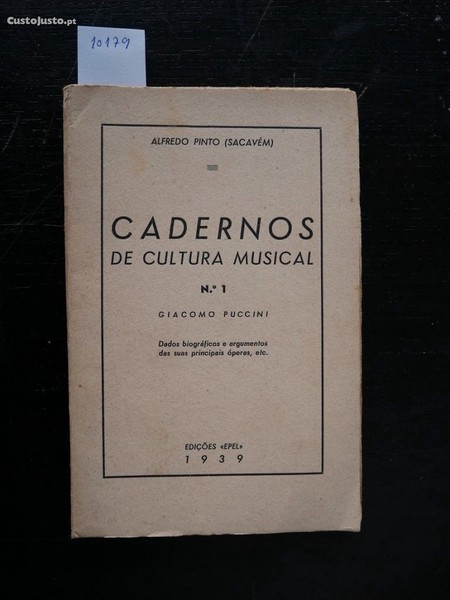 CustoJusto.pt
10179
ALFREDO PINTO (SACAVÉM)
CADERNOS
DE CULTURA MUSICAL
N.º 1
GIACOMO PUCCINI
Dados biográficos e argumentos
das suas principais óperas, etc.
EDIÇÕES «EPEL»
1939